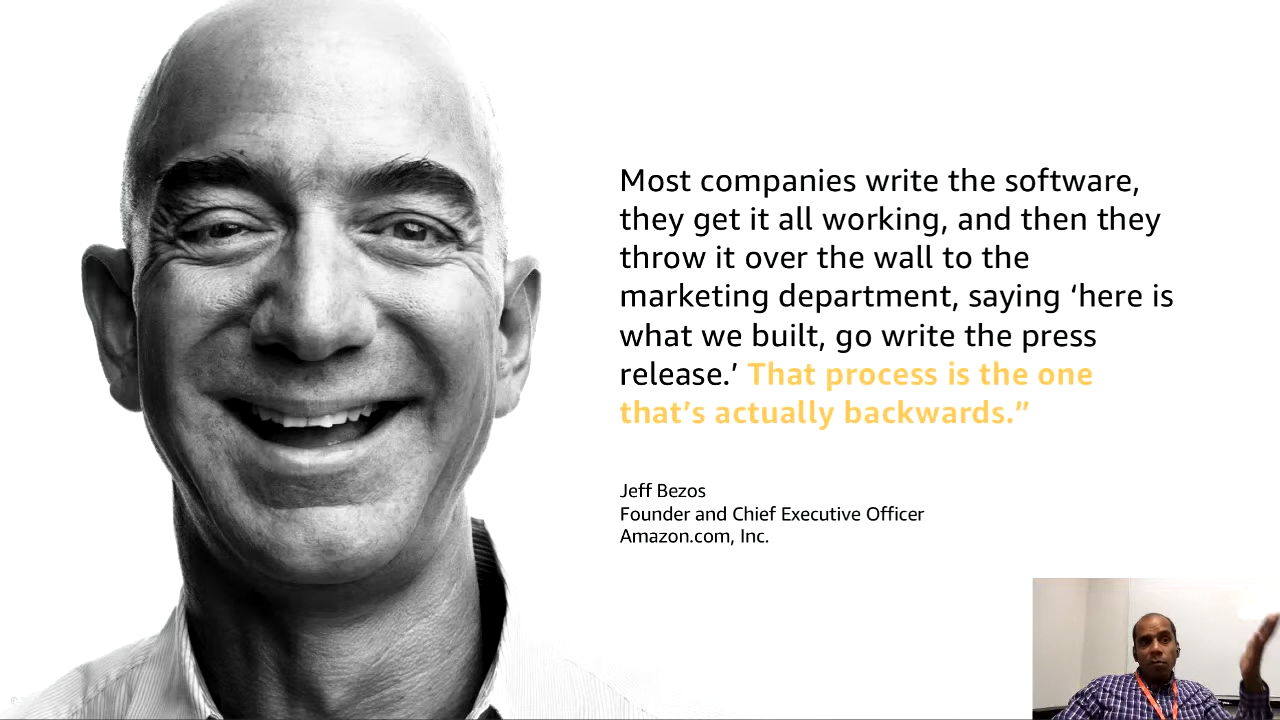 Most companies write the software,
they get it all working, and then they
throw it over the wall to the
marketing department, saying ‘here is
what we built, go write the press
release.’ That process is the one
that’s actually backwards.”
Jeff Bezos
Founder and Chief Executive Officer
Amazon.com, Inc.